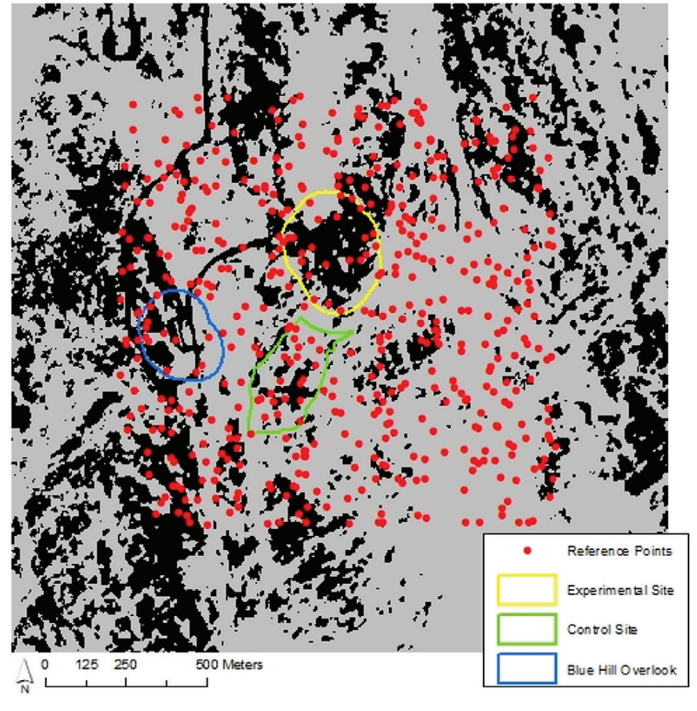 Reference Points
Experimental Site
Control Site
Blue Hill Overlook
0 125 250 500 Meters
N